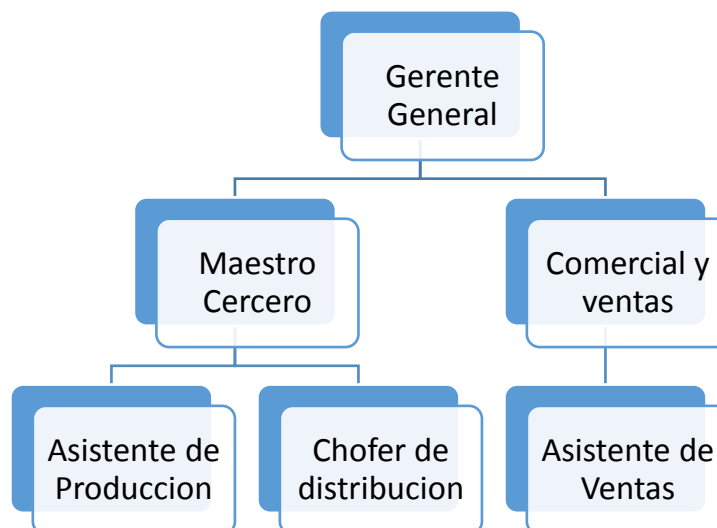 Gerente
General
Maestro
Cercero
Comercial y
ventas
Asistente de
Produccion
Chofer de
distribucion
Asistente de
Ventas